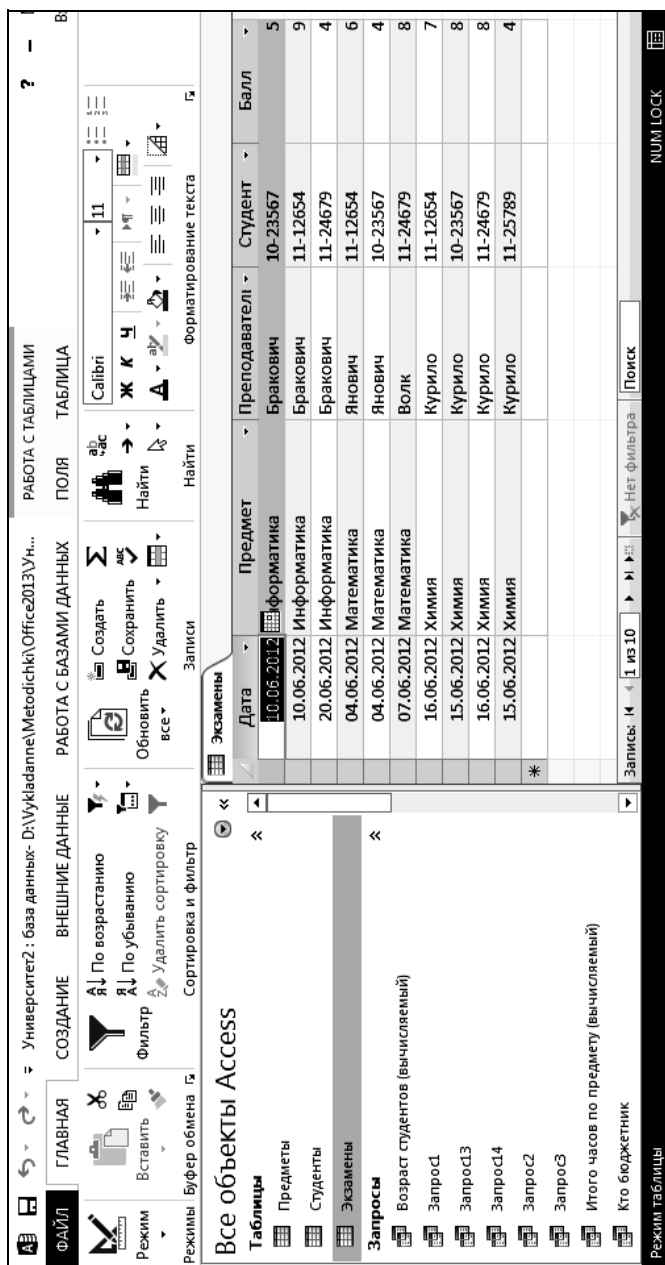 Университет2 : база данных- D:\Vykladanne\Metodichki\Office2013\Ун...
РАБОТА С ТАБЛИЦАМИ
?
ФАЙЛ ГЛАВНАЯ СОЗДАНИЕ ВНЕШНИЕ ДАННЫЕ РАБОТА С БАЗАМИ ДАННЫХ ПОЛЯ ТАБЛИЦА
Режим
Режимы
Вставить
Буфер обмена
Фильтр
По возрастанию
По убыванию
Удалить сортировку
Сортировка и фильтр
Обновить
все
Создать
Сохранить
Удалить
Записи
Найти
Найти
Calibri 11
Ж К Ч
Форматирование текста
Все объекты Access
Таблицы
Предметы
Студенты
Экзамены
Запросы
Возраст студентов (вычисляемый)
Запрос1
Запрос13
Запрос14
Запрос2
Запрос3
Итого часов по предмету (вычисляемый)
Кто бюджетник
Экзамены
Дата Предмет Преподаватель Студент Балл
10.06.2012 Информатика Бракович 10-23567 5
10.06.2012 Информатика Бракович 11-12654 9
20.06.2012 Информатика Бракович 11-24679 4
04.06.2012 Математика Янович 11-12654 6
04.06.2012 Математика Янович 10-23567 4
07.06.2012 Математика Волк 11-24679 8
16.06.2012 Химия Курило 11-12654 7
15.06.2012 Химия Курило 10-23567 8
16.06.2012 Химия Курило 11-24679 8
15.06.2012 Химия Курило 11-25789 4
Запись: 1 из 10 Нет фильтра Поиск
Режим таблицы NUM LOCK